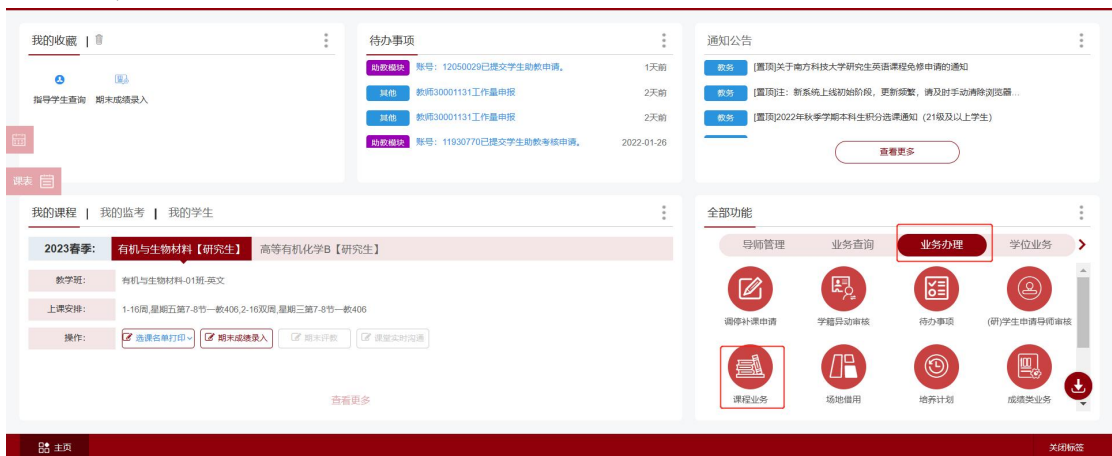 我的收藏 |
指导学生查询 期末成绩录入
课表
待办事项
助教模块 账号：12050029已提交学生助教申请。 1天前
其他 教师30001131工作量申报 2天前
其他 教师30001131工作量申报 2天前
助教模块 账号：11930770已提交学生助教考核申请。 2022-01-26
通知公告
教务 [置顶]关于南方科技大学研究生英语课程免修申请的通知
教务 [置顶]注：新系统上线初始阶段，更新频繁，请及时手动清除浏览器...
教务 [置顶]2022年秋季学期本科生积分选课通知（21级及以上学生）
查看更多
我的课程 | 我的监考 | 我的学生
2023春季： 有机与生物材料【研究生】 高等有机化学B【研究生】
教学班： 有机与生物材料-01班-英文
上课安排： 1-16周,星期五第7-8节一教406,2-16双周,星期三第7-8节一教406
操作： 选课名单打印 期末成绩录入 期末评教 课堂实时沟通
查看更多
全部功能
导师管理 业务查询 业务办理 学位业务
调停补课申请 学籍异动审核 待办事项 (研)学生申请导师审核
课程业务 场地借用 培养计划 成绩类业务
主页 关闭标签